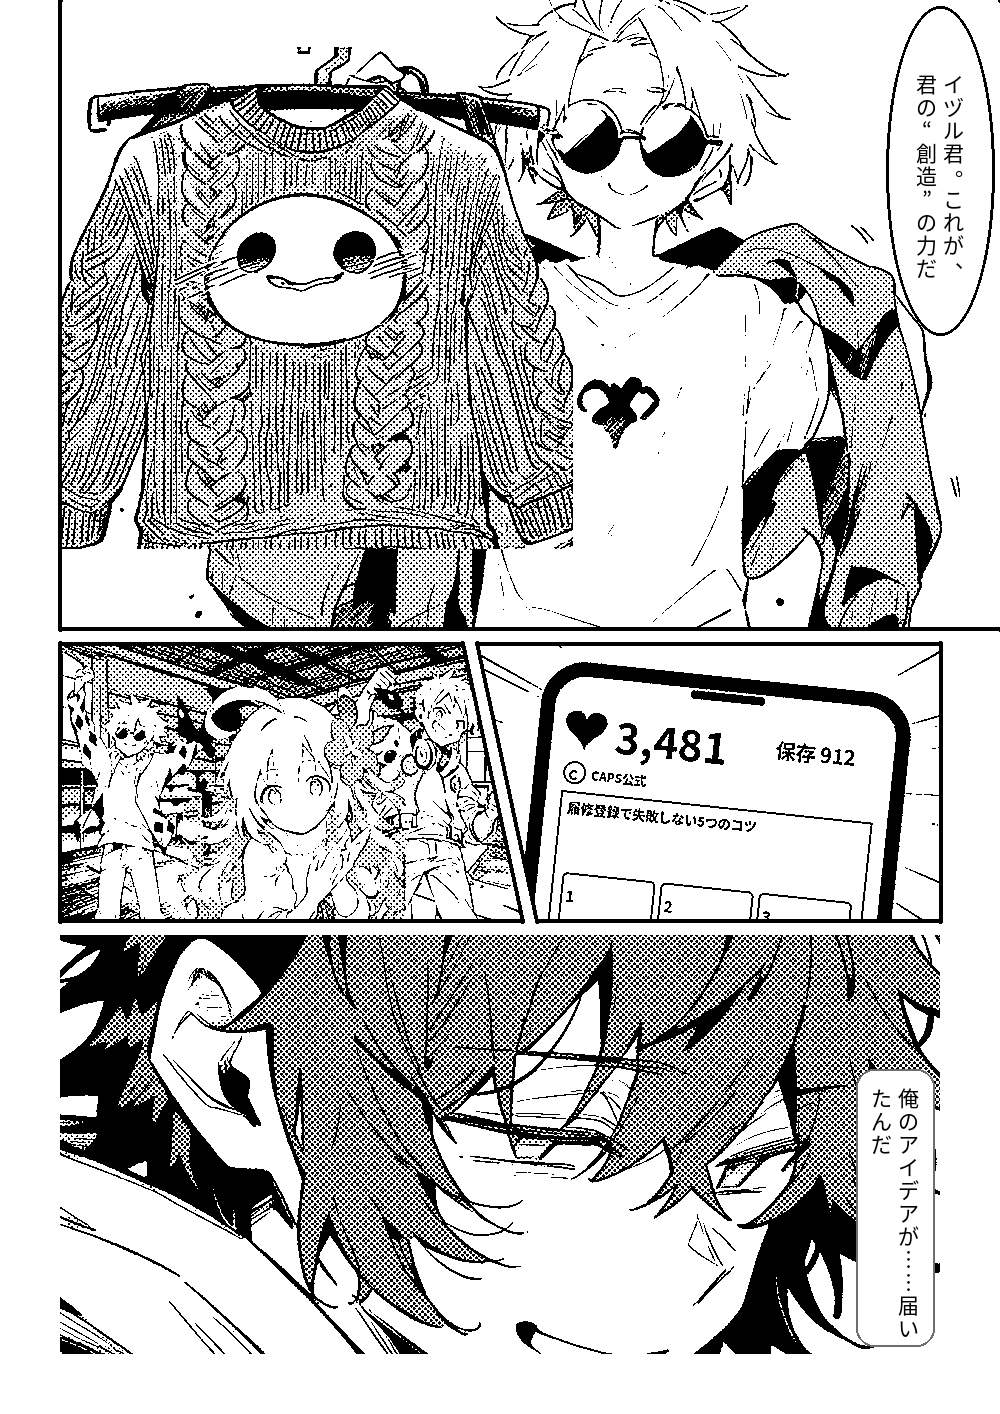 イヅル君。これが、
君の“創造”の力だ
3,481
保存 912
C CAPS公式
履修登録で失敗しない5つのコツ
1
2
3
俺のアイデアが……届い
たんだ